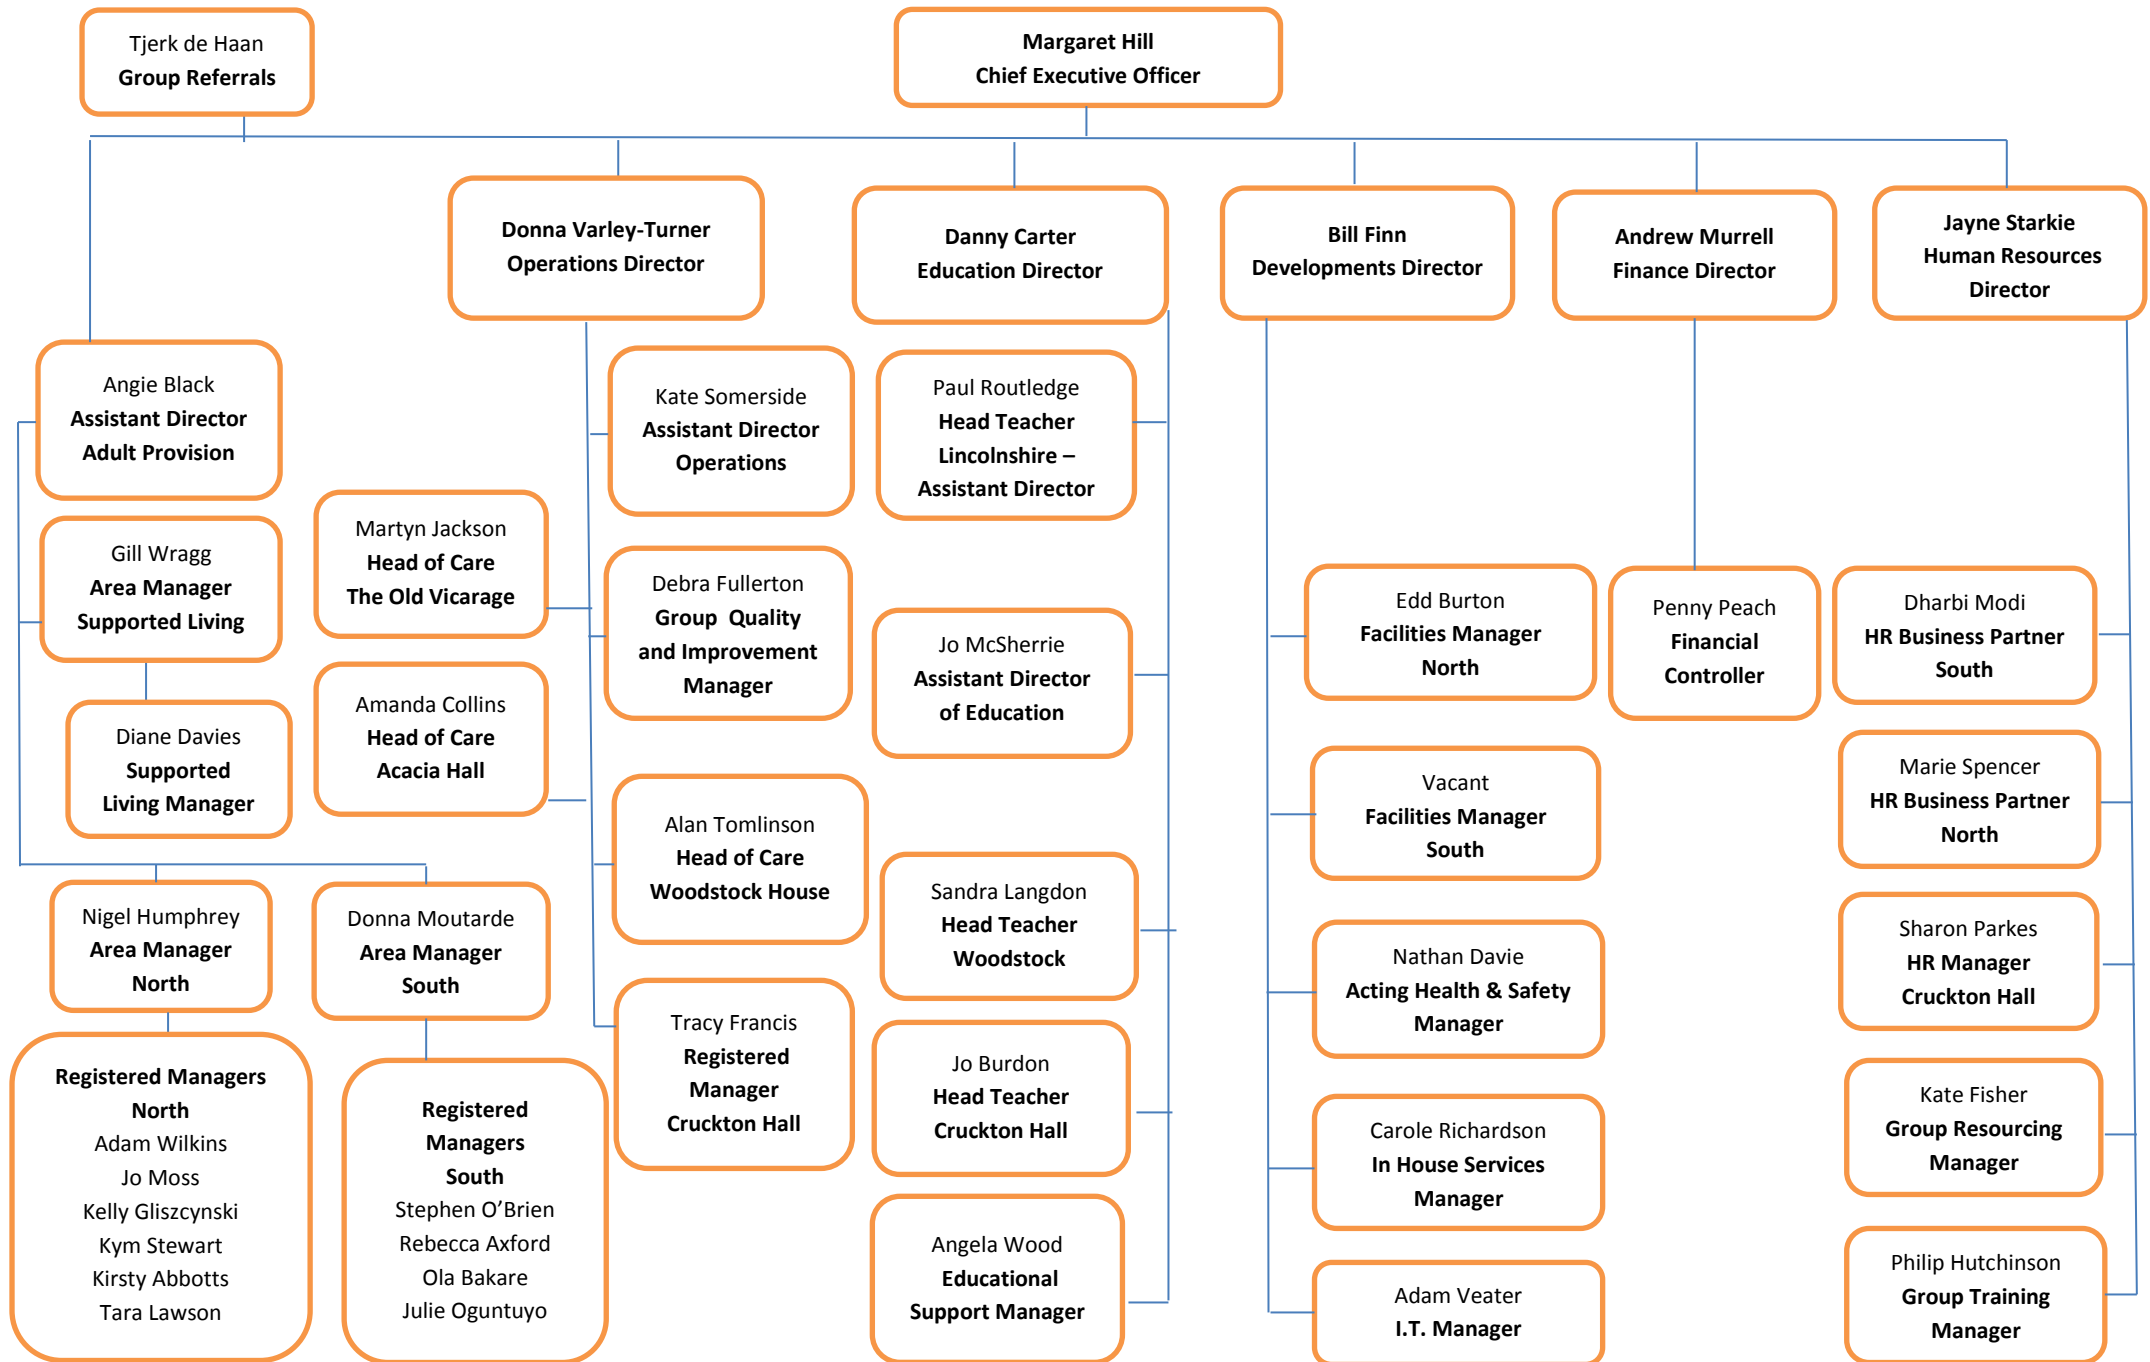 Tjerk de Haan
Group Referrals
Margaret Hill
Chief Executive Officer
Donna Varley-Turner
Operations Director
Danny Carter
Education Director
Bill Finn
Developments Director
Andrew Murrell
Finance Director
Jayne Starkie
Human Resources
Director
Angie Black
Assistant Director
Adult Provision
Gill Wragg
Area Manager
Supported Living
Diane Davies
Supported
Living Manager
Nigel Humphrey
Area Manager
North
Registered Managers
North
Adam Wilkins
Jo Moss
Kelly Gliszcynski
Kym Stewart
Kirsty Abbotts
Tara Lawson
Donna Moutarde
Area Manager
South
Registered
Managers
South
Stephen O’Brien
Rebecca Axford
Ola Bakare
Julie Oguntuyo
Martyn Jackson
Head of Care
The Old Vicarage
Amanda Collins
Head of Care
Acacia Hall
Kate Somerside
Assistant Director
Operations
Debra Fullerton
Group Quality
and Improvement
Manager
Alan Tomlinson
Head of Care
Woodstock House
Tracy Francis
Registered
Manager
Cruckton Hall
Paul Routledge
Head Teacher
Lincolnshire –
Assistant Director
Jo McSherrie
Assistant Director
of Education
Sandra Langdon
Head Teacher
Woodstock
Jo Burdon
Head Teacher
Cruckton Hall
Angela Wood
Educational
Support Manager
Edd Burton
Facilities Manager
North
Vacant
Facilities Manager
South
Nathan Davie
Acting Health & Safety
Manager
Carole Richardson
In House Services
Manager
Adam Veater
I.T. Manager
Penny Peach
Financial
Controller
Dharbi Modi
HR Business Partner
South
Marie Spencer
HR Business Partner
North
Sharon Parkes
HR Manager
Cruckton Hall
Kate Fisher
Group Resourcing
Manager
Philip Hutchinson
Group Training
Manager